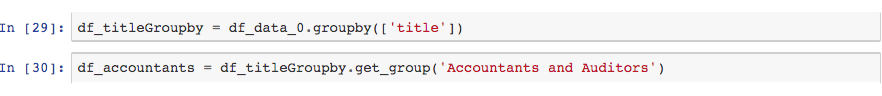 In [29]: df_titleGroupby = df_data_0.groupby(['title'])
In [30]: df_accountants = df_titleGroupby.get_group('Accountants and Auditors')